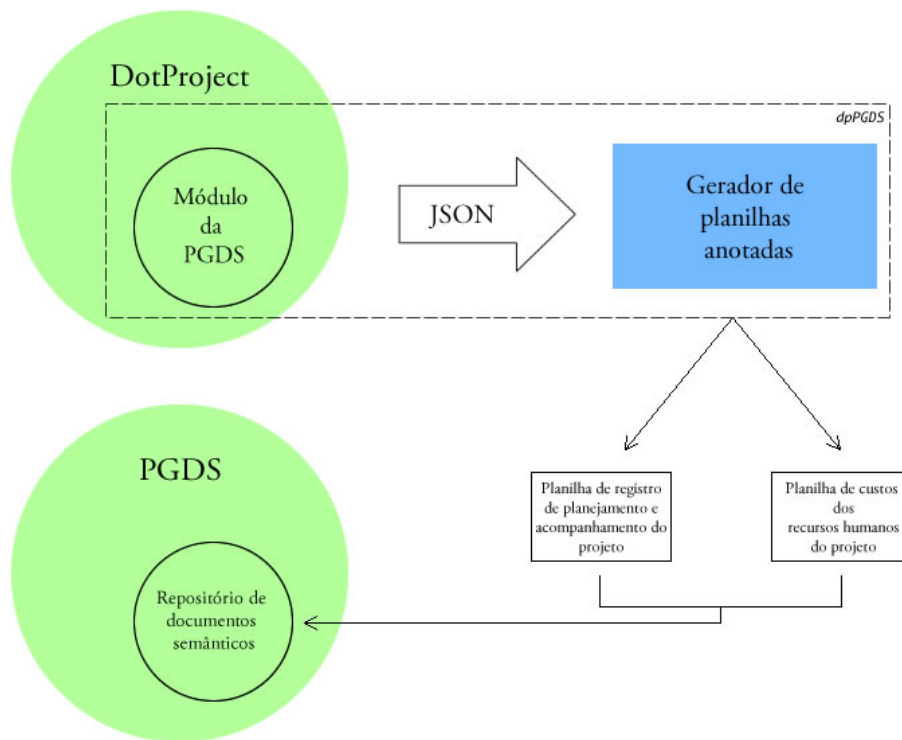 DotProject
dpPGDS
Módulo
da
PGDS
JSON
Gerador de
planilhas
anotadas
PGDS
Repositório de
documentos
semânticos
Planilha de registro
de planejamento e
acompanhamento do
projeto
Planilha de custos
dos
recursos humanos
do projeto